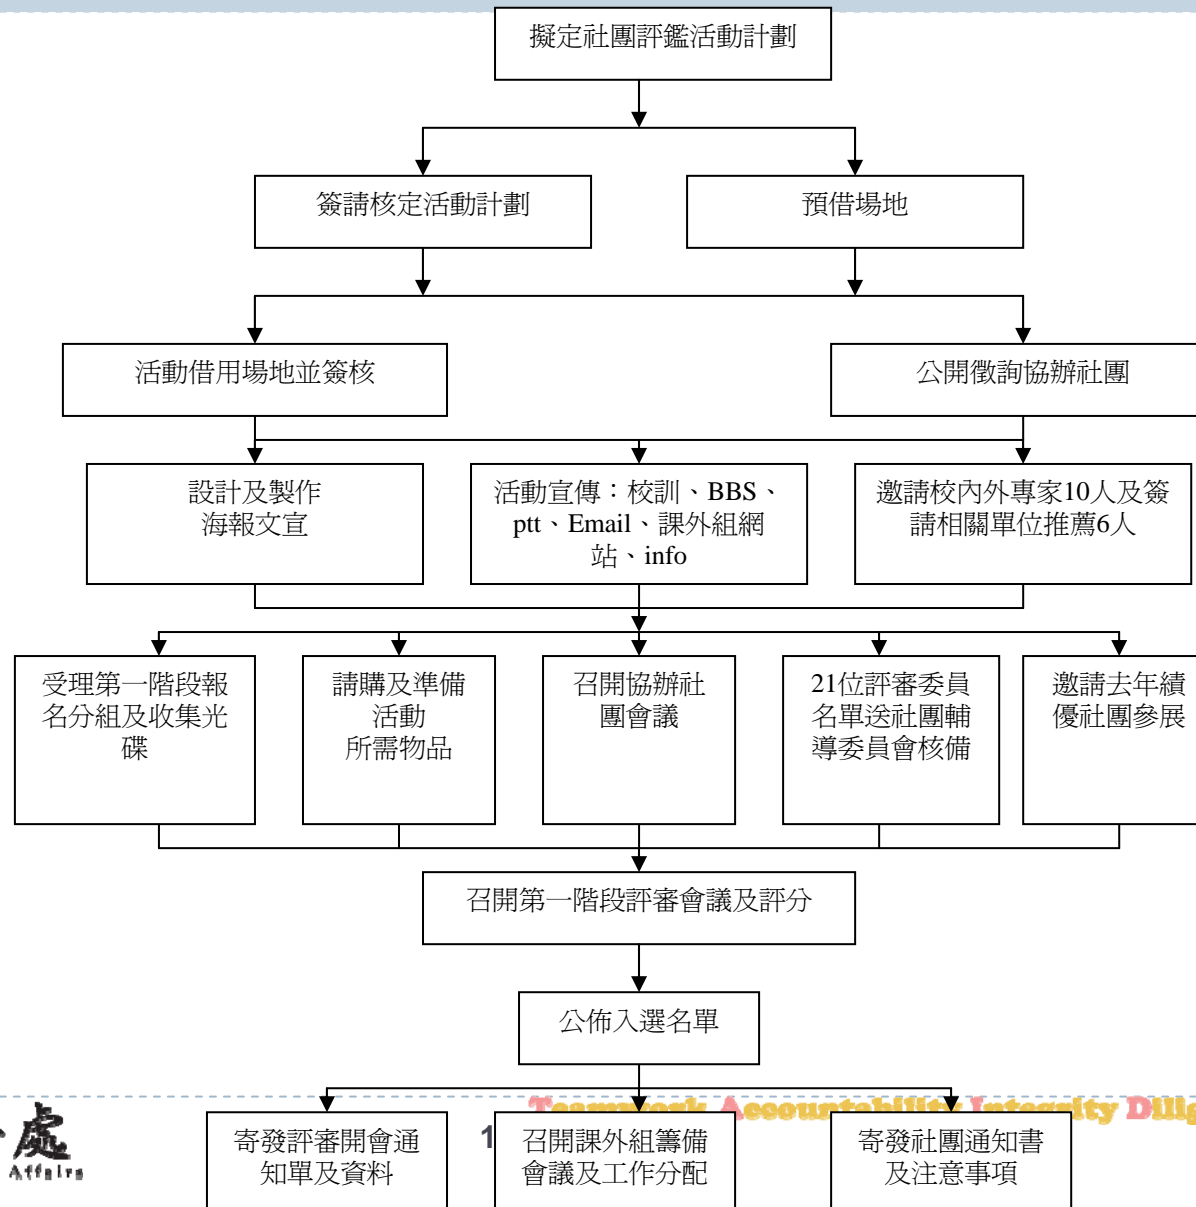 擬定社團評鑑活動計劃
簽請核定活動計劃
預借場地
活動借用場地並簽核
公開徵詢協辦社團
設計及製作
海報文宣
活動宣傳：校訓、BBS、
ptt、Email、課外組網
站、info
邀請校內外專家10人及簽
請相關單位推薦6人
受理第一階段報
名分組及收集光
碟
請購及準備
活動
所需物品
召開協辦社
團會議
21位評審委員
名單送社團輔
導委員會核備
邀請去年績
優社團參展
召開第一階段評審會議及評分
公佈入選名單
Teamwork Accountability Integrity Dilig
處
Affairs
寄發評審開會通
知單及資料
1
召開課外組籌備
會議及工作分配
寄發社團通知書
及注意事項